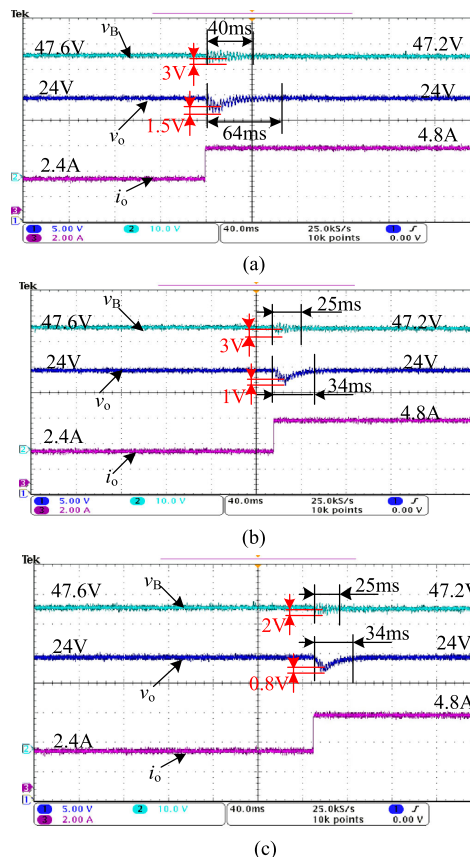 Tek
40ms
v_B
47.6V
47.2V
3V
24V
24V
v_o
1.5V
64ms
4.8A
2.4A
i_o
2
3
1
1 5.00 V 2 10.0 V 40.0ms 25.0kS/s 1 ∫
3 2.00 A 10k points 0.00 V
(a)
Tek
v_B
25ms
47.6V
47.2V
3V
34ms
24V
24V
v_o
1V
4.8A
2.4A
i_o
2
3
1
1 5.00 V 2 10.0 V 40.0ms 25.0kS/s 1 ∫
3 2.00 A 10k points 0.00 V
(b)
Tek
v_B
25ms
47.6V
47.2V
2V
34ms
24V
24V
v_o
0.8V
4.8A
2.4A
i_o
2
3
1
1 5.00 V 2 10.0 V 40.0ms 25.0kS/s 1 ∫
3 2.00 A 10k points 0.00 V
(c)